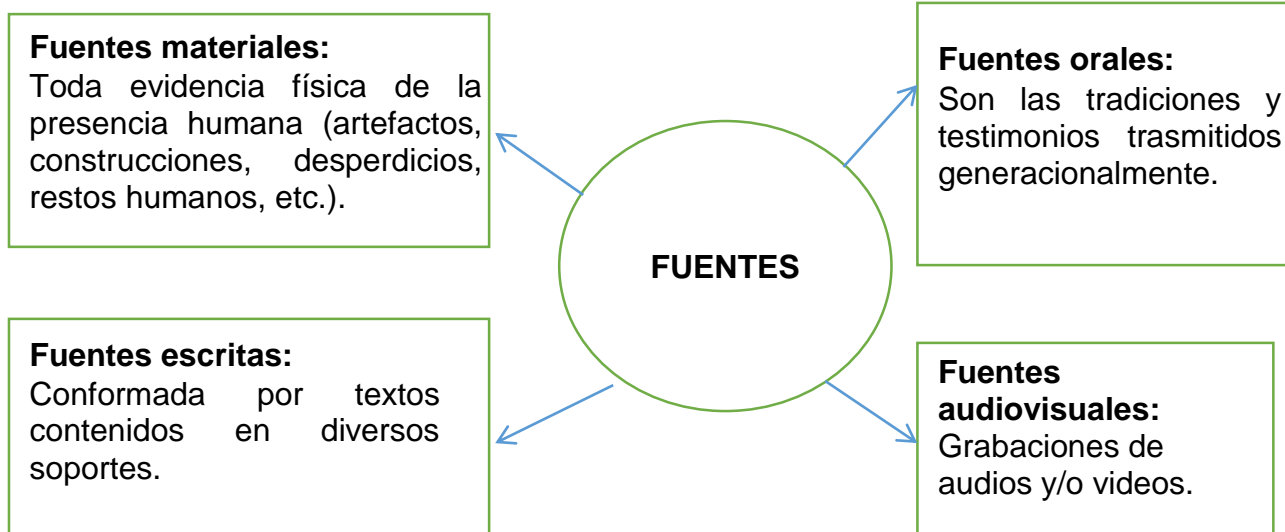 Fuentes materiales:
Toda evidencia física de la
presencia humana (artefactos,
construcciones, desperdicios,
restos humanos, etc.).
Fuentes orales:
Son las tradiciones y
testimonios trasmitidos
generacionalmente.
FUENTES
Fuentes escritas:
Conformada por textos
contenidos en diversos
soportes.
Fuentes
audiovisuales:
Grabaciones de
audios y/o videos.